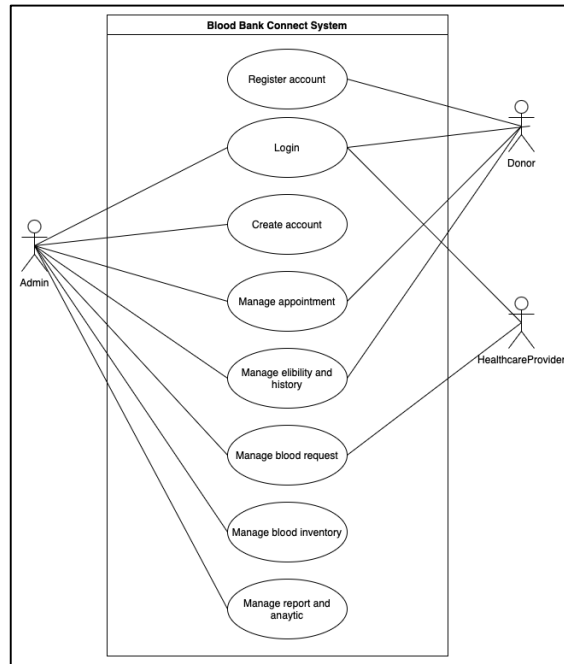 Blood Bank Connect System
Register account
Donor
Login
Create account
Admin
Manage appointment
HealthcareProvider
Manage elibility and
history
Manage blood request
Manage blood inventory
Manage report and
anaytic